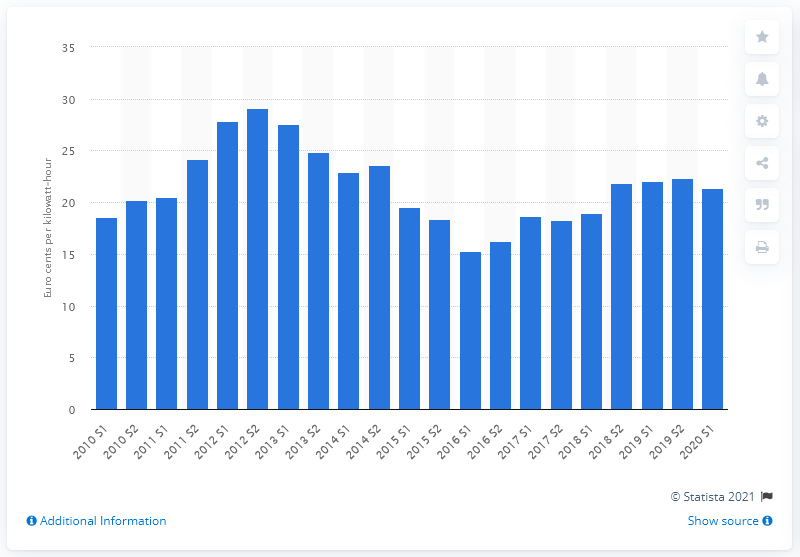 Euro cents per kilowatt-hour
35
30
25
20
15
10
5
0
2010 S1
2010 S2
2011 S1
2011 S2
2012 S1
2012 S2
2013 S1
2013 S2
2014 S1
2014 S2
2015 S1
2015 S2
2016 S1
2016 S2
2017 S1
2017 S2
2018 S1
2018 S2
2019 S1
2019 S2
2020 S1
© Statista 2021
Additional Information
Show source